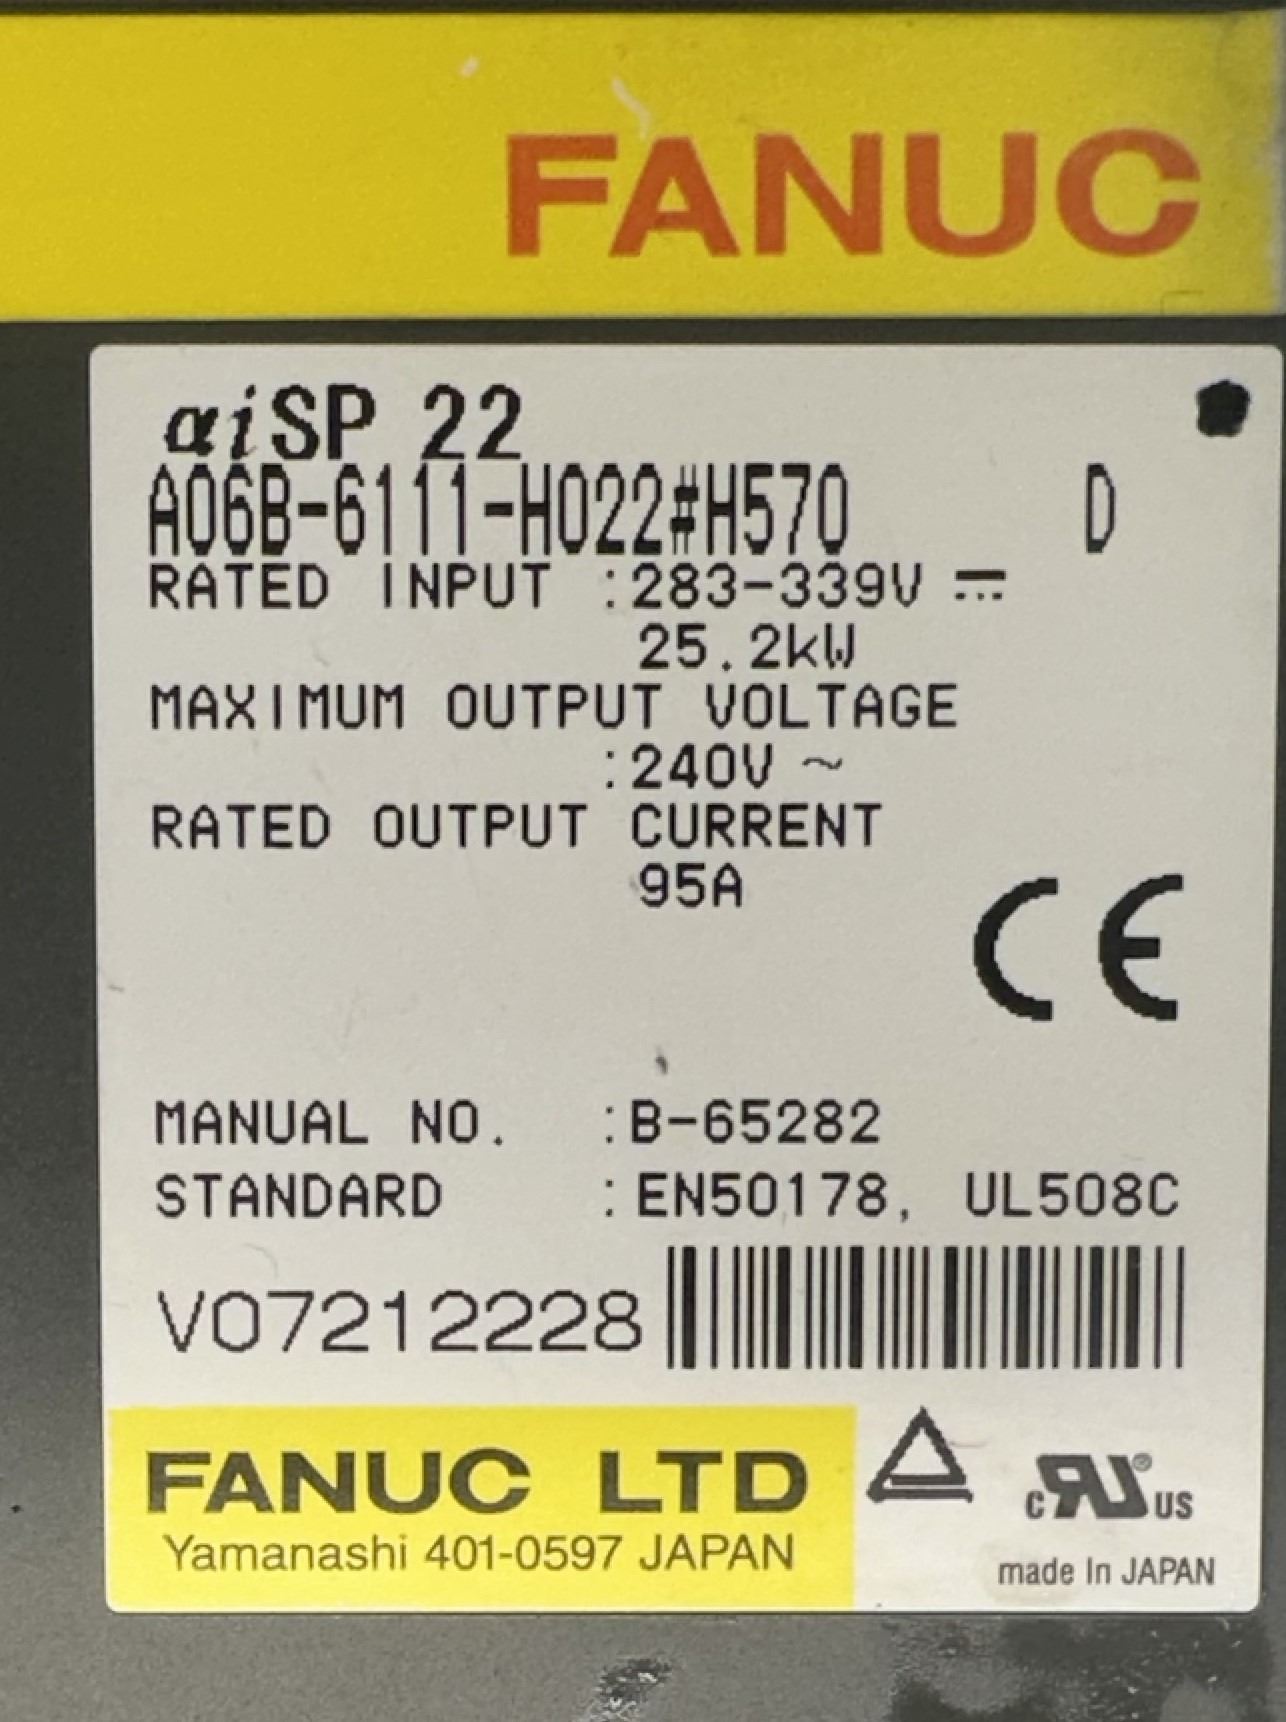 FANUC
αiSP 22
A06B-6111-H022#H570 D
RATED INPUT :283-339V ⎓
25.2kW
MAXIMUM OUTPUT VOLTAGE
:240V ~
RATED OUTPUT CURRENT
95A
CE
MANUAL NO. :B-65282
STANDARD :EN50178, UL508C
V07212228
FANUC LTD
Yamanashi 401-0597 JAPAN
c RU ® US
made In JAPAN